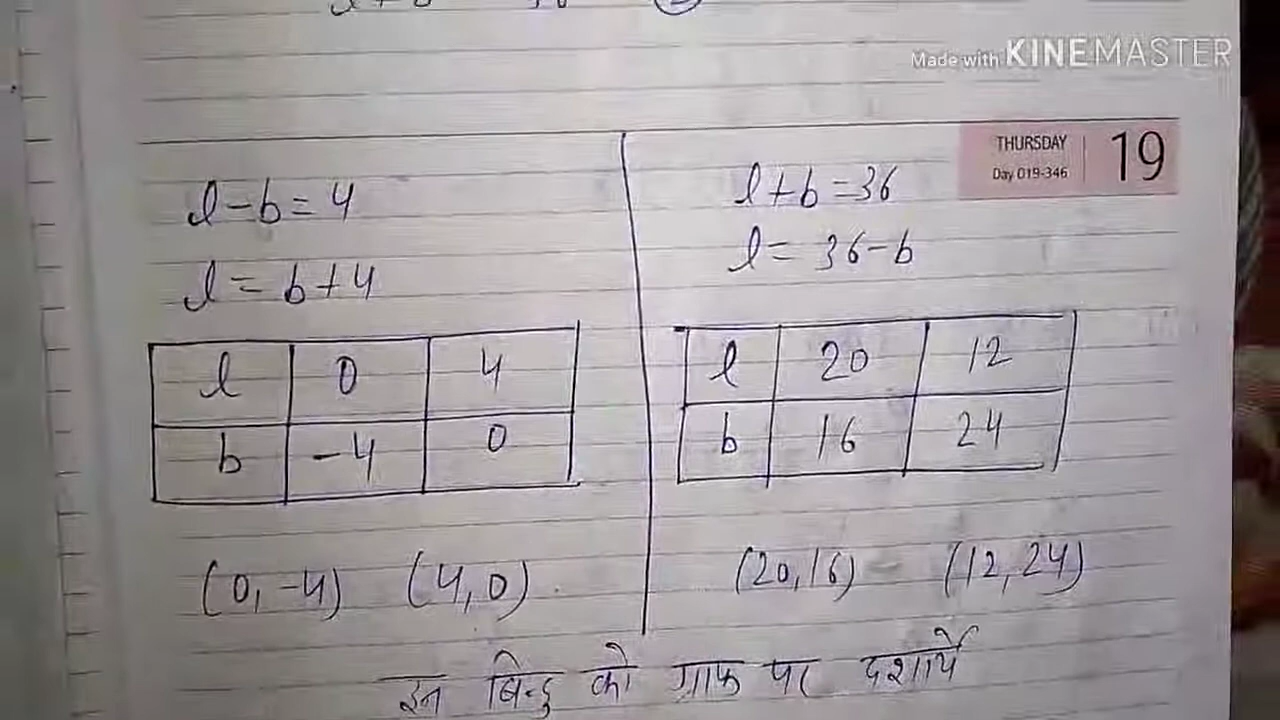 Made with KINEMASTER
THURSDAY
Day 019-346
19
l - b = 4
l = b + 4
l 0 4
b -4 0
(0, -4) (4, 0)
l + b = 36
l = 36 - b
l 20 12
b 16 24
(20, 16) (12, 24)
इन बिन्दु को ग्राफ पर दर्शाये